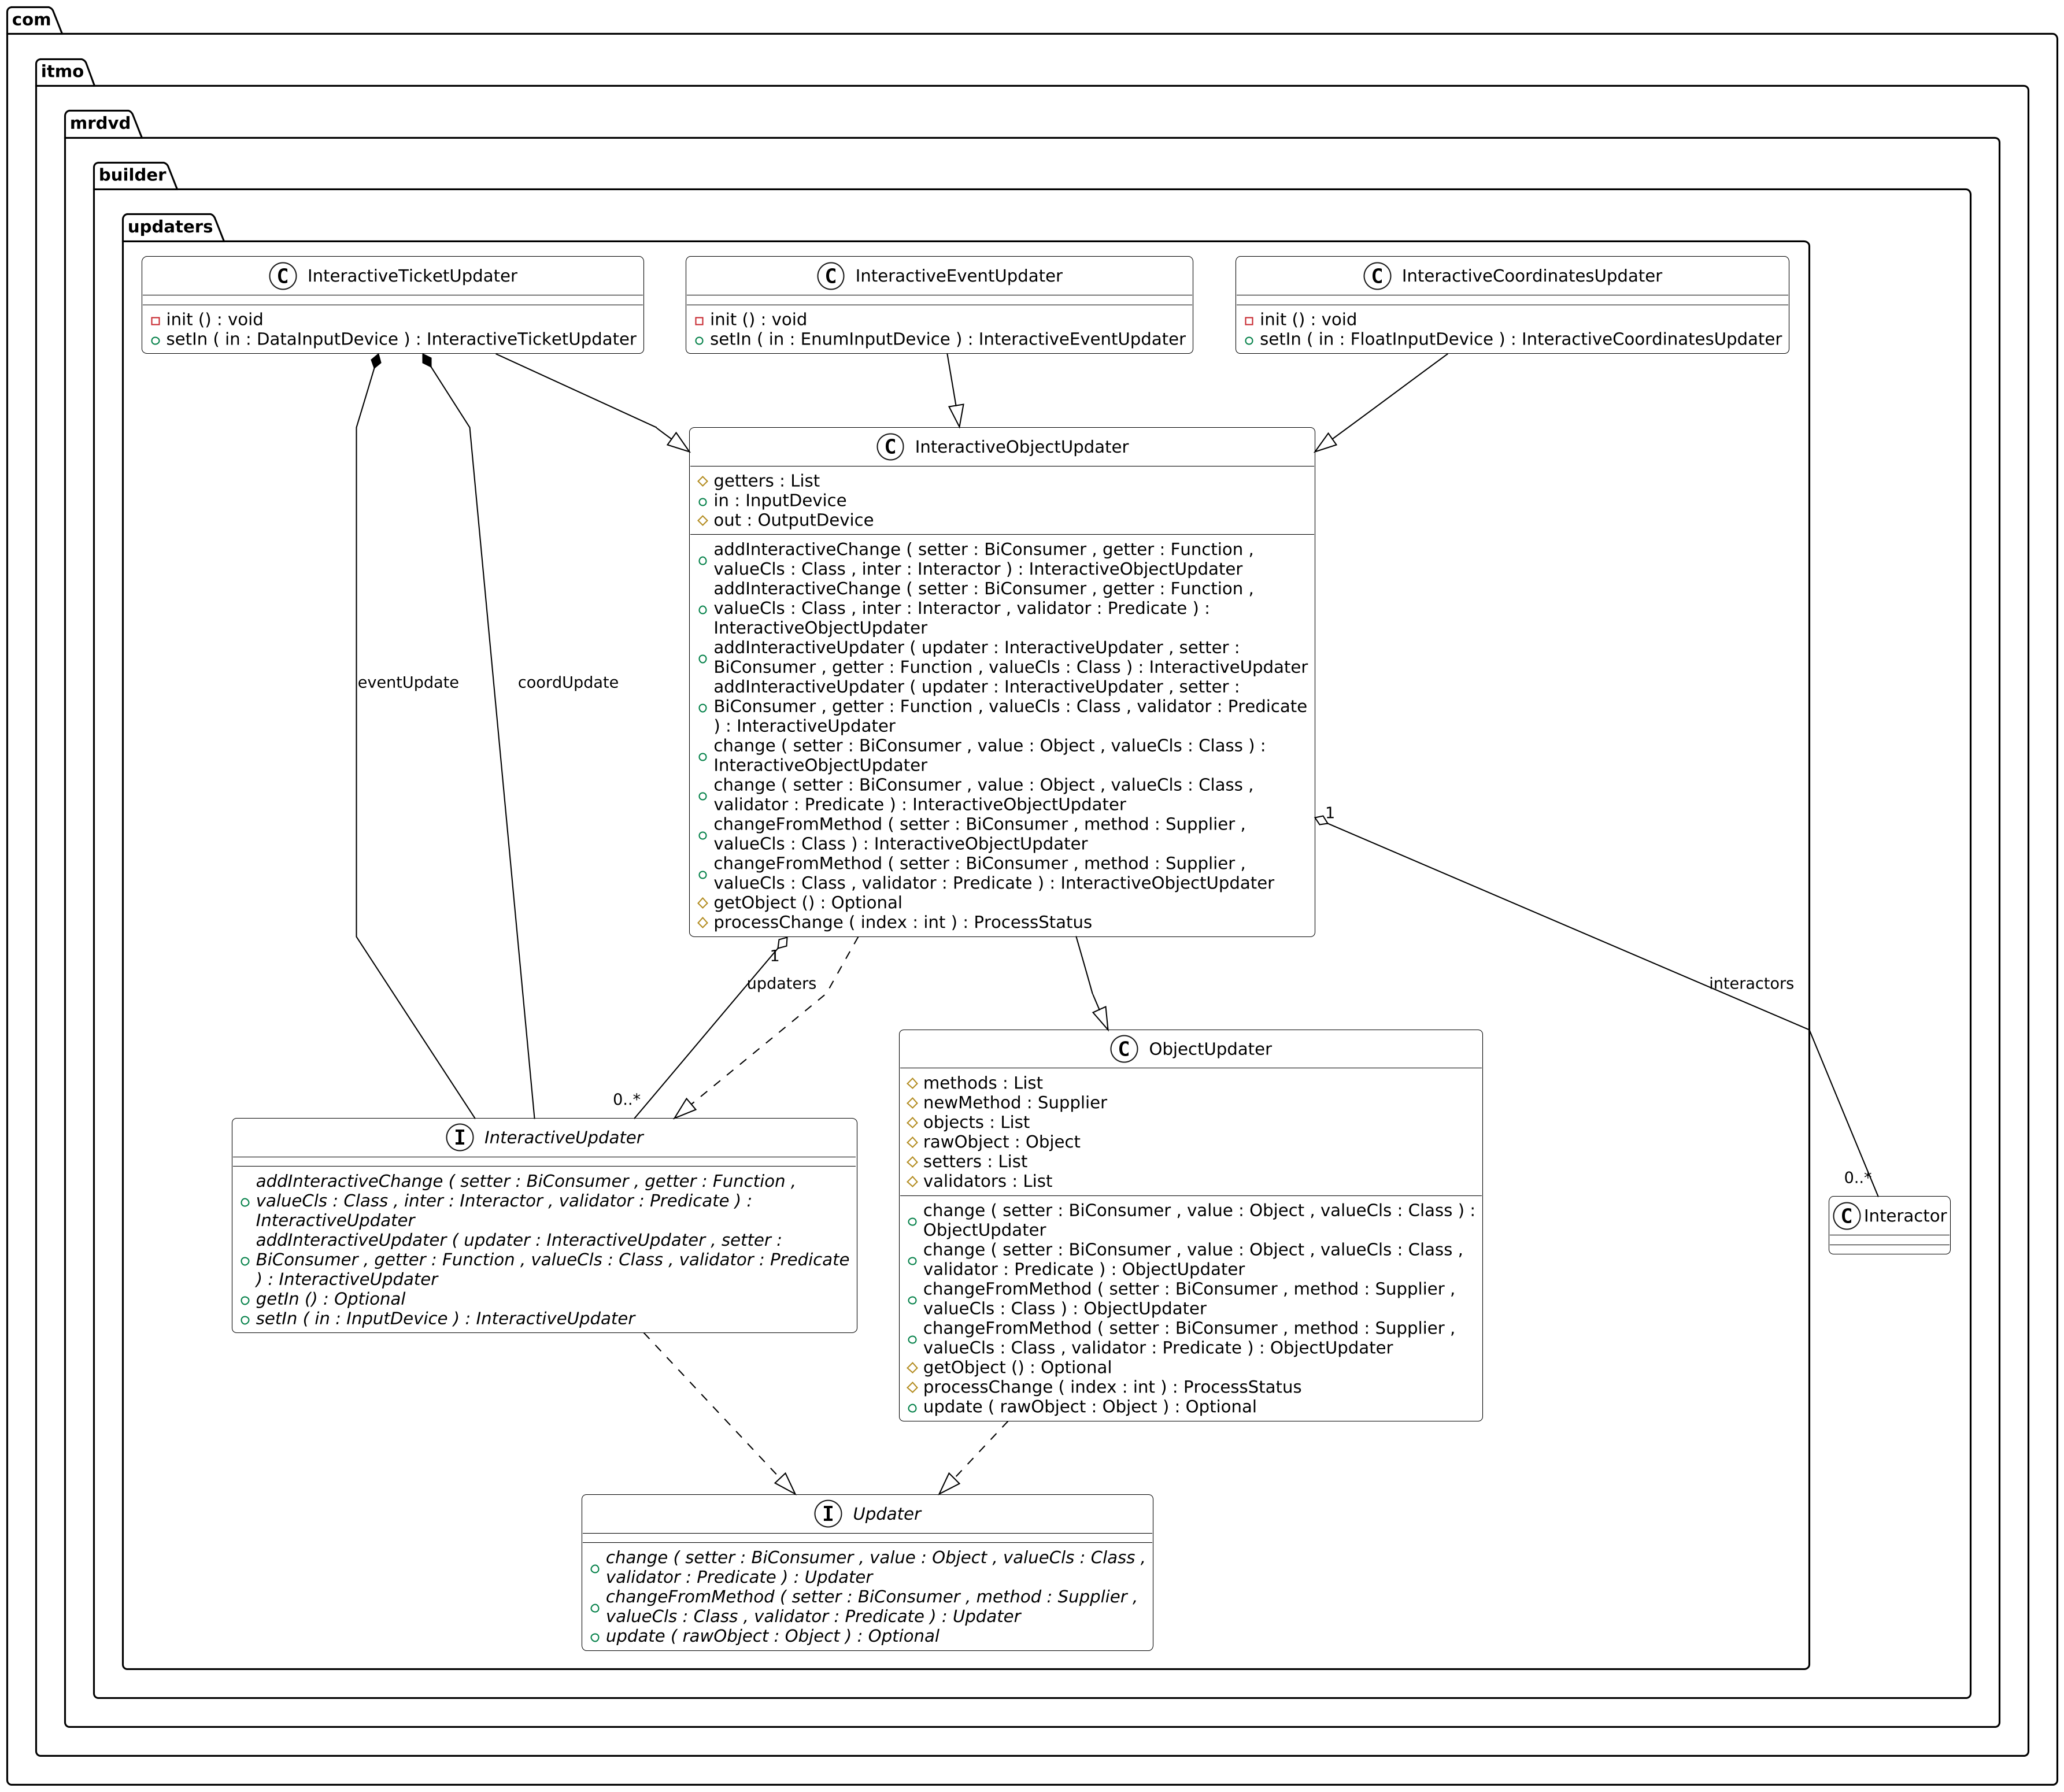 com
itmo
mrdvd
builder
updaters
C InteractiveTicketUpdater
init () : void
setIn ( in : DataInputDevice ) : InteractiveTicketUpdater
C InteractiveEventUpdater
init () : void
setIn ( in : EnumInputDevice ) : InteractiveEventUpdater
C InteractiveCoordinatesUpdater
init () : void
setIn ( in : FloatInputDevice ) : InteractiveCoordinatesUpdater
C InteractiveObjectUpdater
getters : List
in : InputDevice
out : OutputDevice
addInteractiveChange ( setter : BiConsumer , getter : Function ,
valueCls : Class , inter : Interactor ) : InteractiveObjectUpdater
addInteractiveChange ( setter : BiConsumer , getter : Function ,
valueCls : Class , inter : Interactor , validator : Predicate ) :
InteractiveObjectUpdater
addInteractiveUpdater ( updater : InteractiveUpdater , setter :
BiConsumer , getter : Function , valueCls : Class ) : InteractiveUpdater
addInteractiveUpdater ( updater : InteractiveUpdater , setter :
BiConsumer , getter : Function , valueCls : Class , validator : Predicate
) : InteractiveUpdater
change ( setter : BiConsumer , value : Object , valueCls : Class ) :
InteractiveObjectUpdater
change ( setter : BiConsumer , value : Object , valueCls : Class ,
validator : Predicate ) : InteractiveObjectUpdater
changeFromMethod ( setter : BiConsumer , method : Supplier ,
valueCls : Class ) : InteractiveObjectUpdater
changeFromMethod ( setter : BiConsumer , method : Supplier ,
valueCls : Class , validator : Predicate ) : InteractiveObjectUpdater
getObject () : Optional
processChange ( index : int ) : ProcessStatus
eventUpdate
coordUpdate
1
1
updaters
interactors
0..*
0..*
C ObjectUpdater
methods : List
newMethod : Supplier
objects : List
rawObject : Object
setters : List
validators : List
change ( setter : BiConsumer , value : Object , valueCls : Class ) :
ObjectUpdater
change ( setter : BiConsumer , value : Object , valueCls : Class ,
validator : Predicate ) : ObjectUpdater
changeFromMethod ( setter : BiConsumer , method : Supplier ,
valueCls : Class ) : ObjectUpdater
changeFromMethod ( setter : BiConsumer , method : Supplier ,
valueCls : Class , validator : Predicate ) : ObjectUpdater
getObject () : Optional
processChange ( index : int ) : ProcessStatus
update ( rawObject : Object ) : Optional
I InteractiveUpdater
addInteractiveChange ( setter : BiConsumer , getter : Function ,
valueCls : Class , inter : Interactor , validator : Predicate ) :
InteractiveUpdater
addInteractiveUpdater ( updater : InteractiveUpdater , setter :
BiConsumer , getter : Function , valueCls : Class , validator : Predicate
) : InteractiveUpdater
getIn () : Optional
setIn ( in : InputDevice ) : InteractiveUpdater
C Interactor
I Updater
change ( setter : BiConsumer , value : Object , valueCls : Class ,
validator : Predicate ) : Updater
changeFromMethod ( setter : BiConsumer , method : Supplier ,
valueCls : Class , validator : Predicate ) : Updater
update ( rawObject : Object ) : Optional